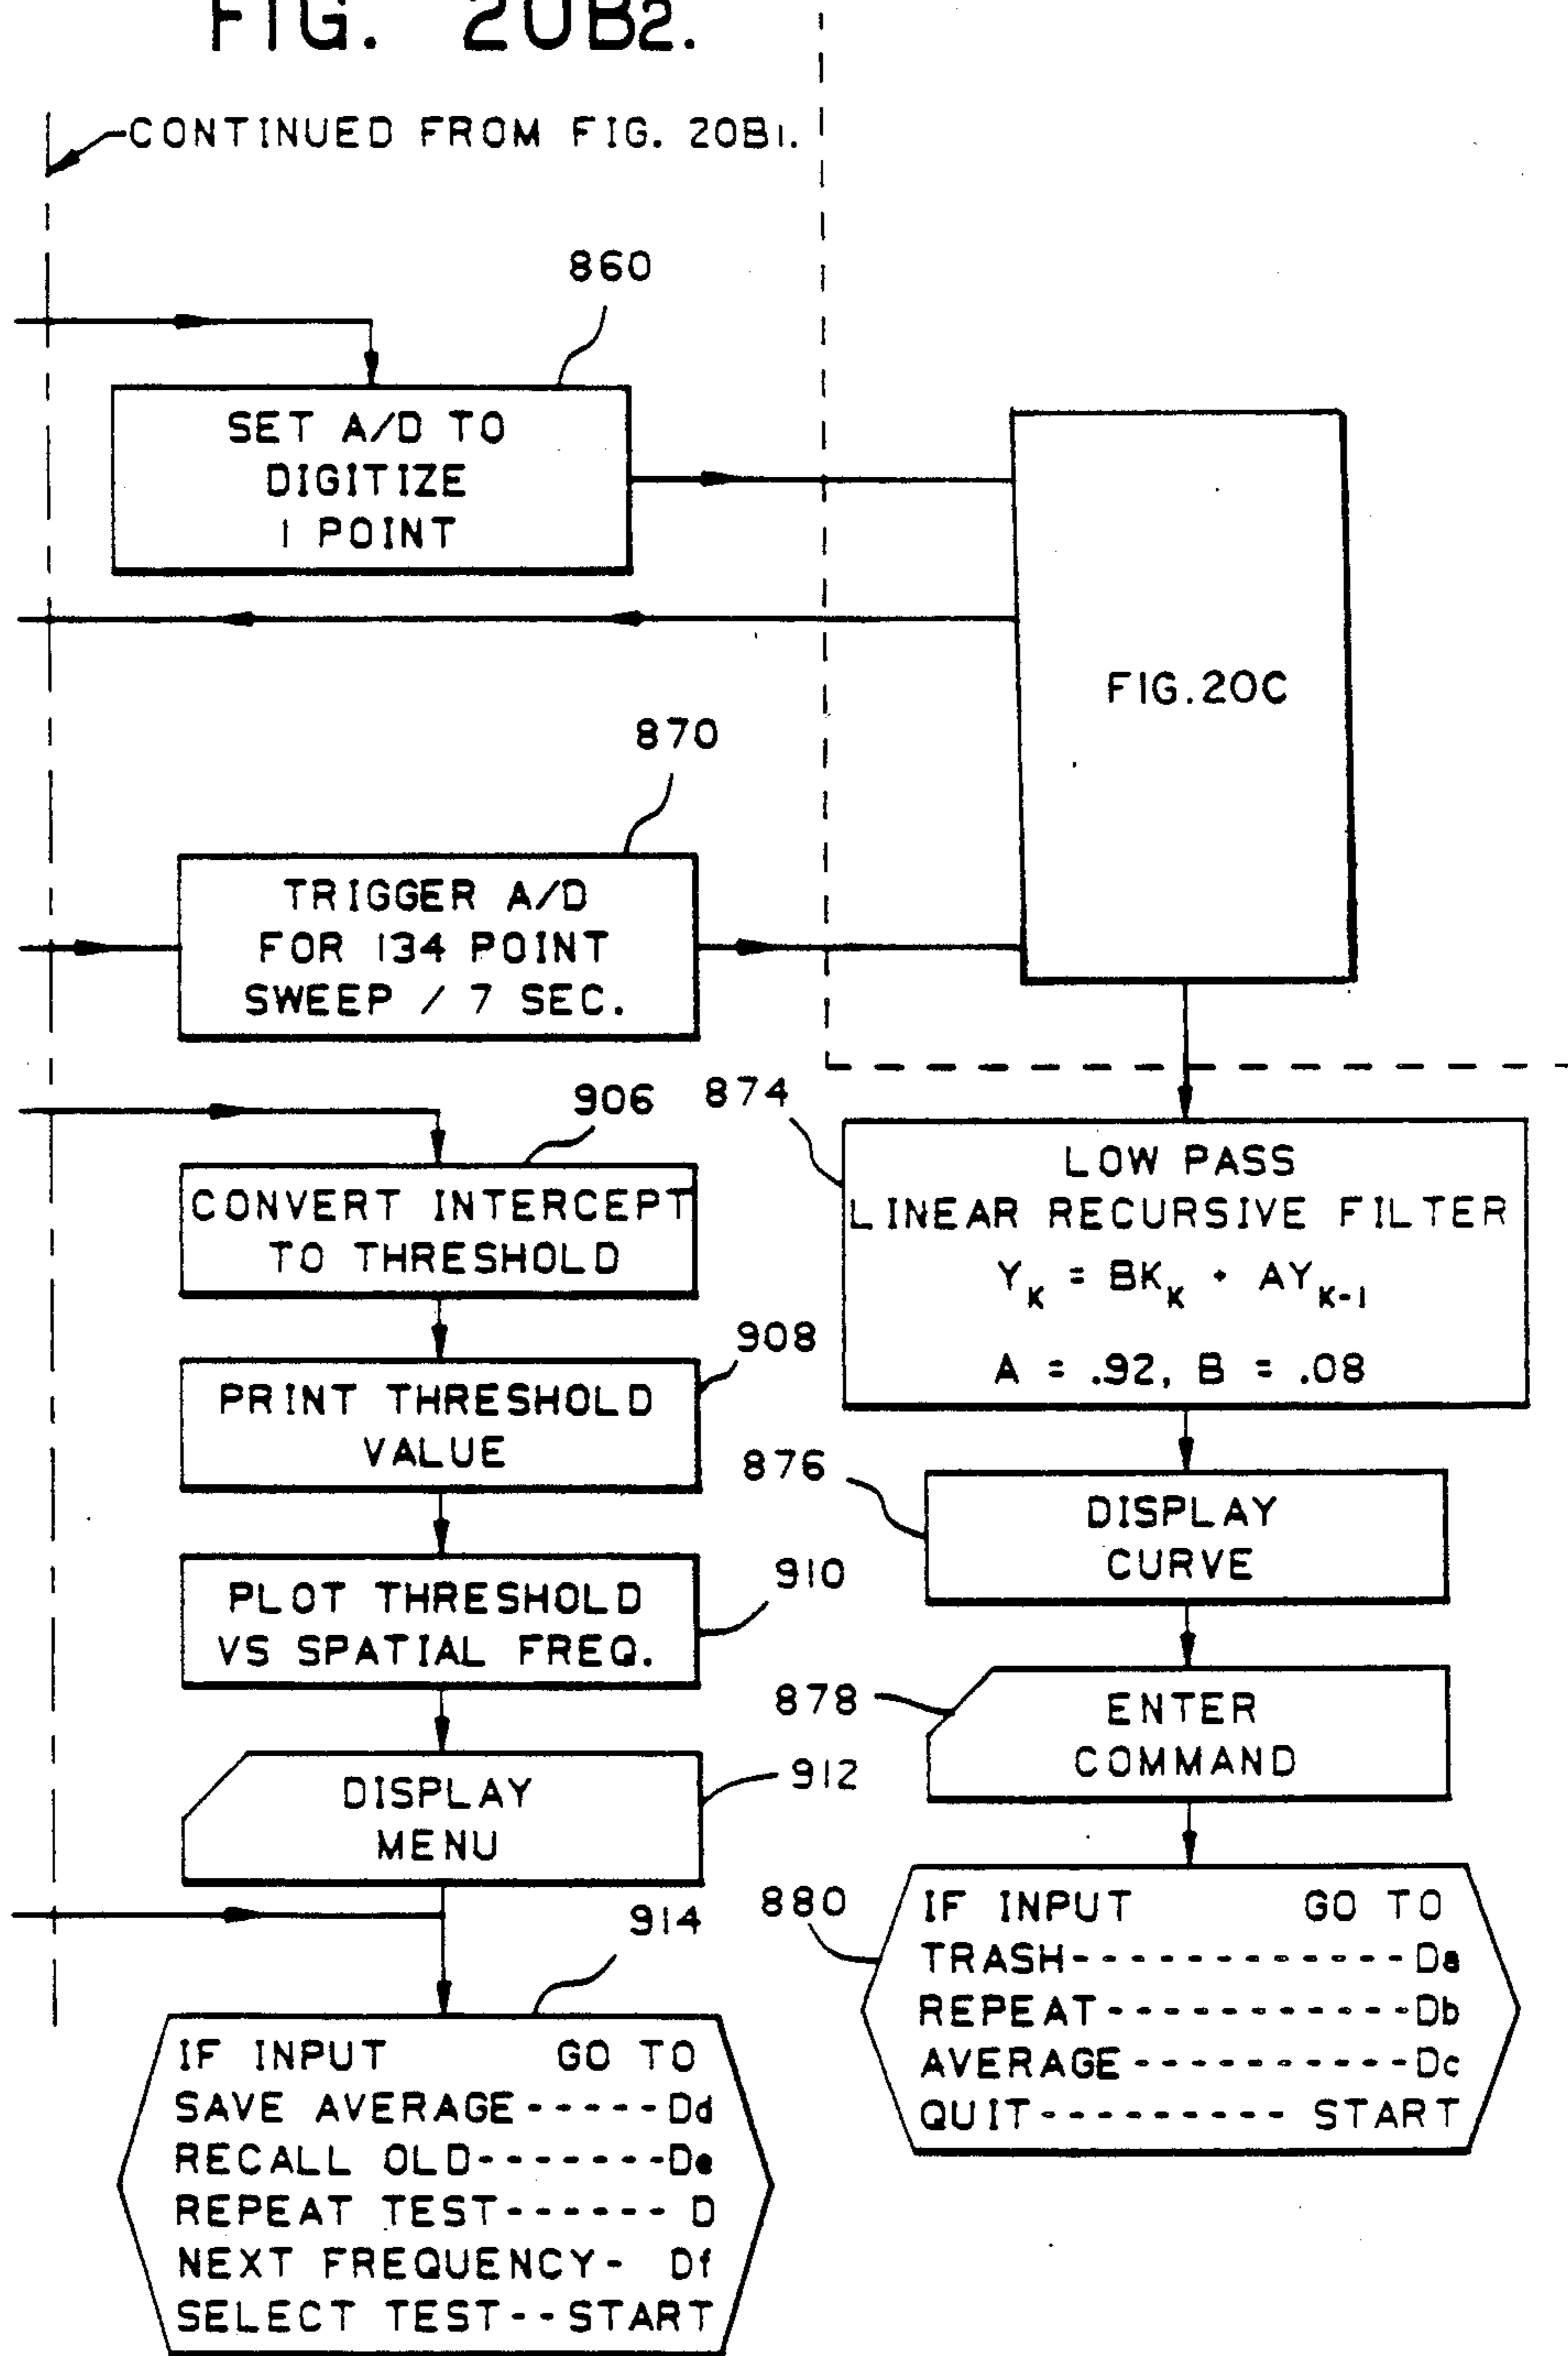 FIG. 20B2.
CONTINUED FROM FIG. 20B1.
860
SET A/D TO
DIGITIZE
1 POINT
FIG.20C
870
TRIGGER A/D
FOR 134 POINT
SWEEP / 7 SEC.
906
CONVERT INTERCEPT
TO THRESHOLD
908
PRINT THRESHOLD
VALUE
910
PLOT THRESHOLD
VS SPATIAL FREQ.
912
DISPLAY
MENU
914
IF INPUT GO TO
SAVE AVERAGE-----Dd
RECALL OLD-------De
REPEAT TEST------ D
NEXT FREQUENCY- Df
SELECT TEST--START
874
LOW PASS
LINEAR RECURSIVE FILTER
YK = BKK + AYK-1
A = .92, B = .08
876
DISPLAY
CURVE
878
ENTER
COMMAND
880
IF INPUT GO TO
TRASH-------------Da
REPEAT------------Db
AVERAGE-----------Dc
QUIT---------- START